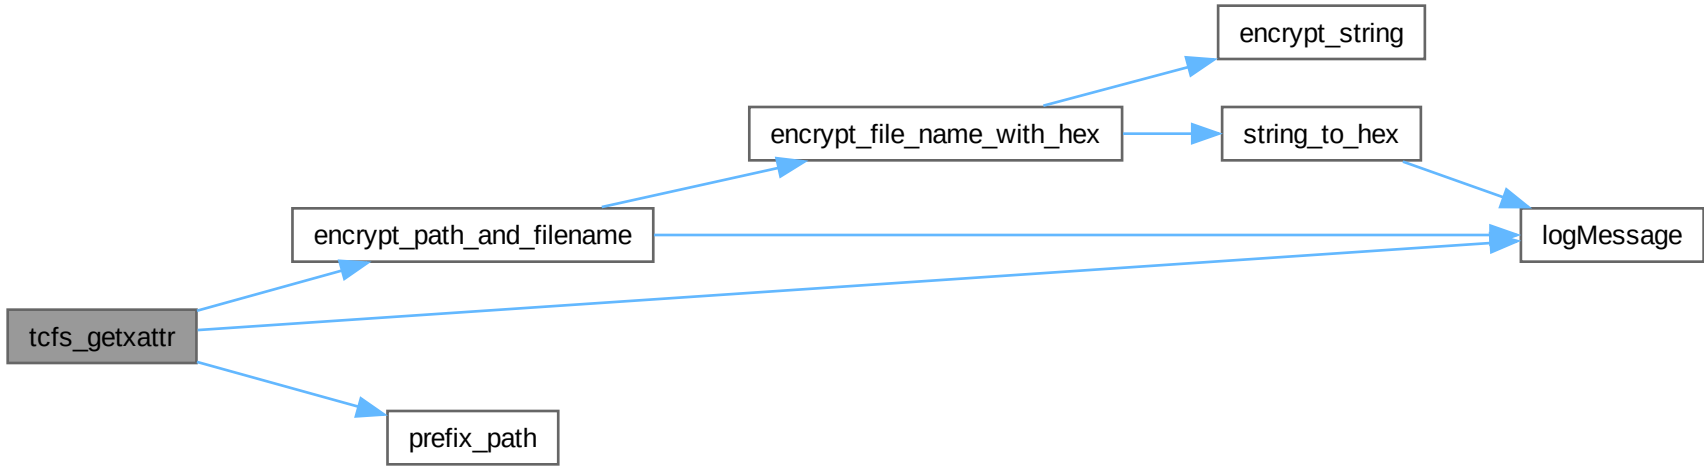 encrypt_string
encrypt_file_name_with_hex
string_to_hex
encrypt_path_and_filename
logMessage
tcfs_getxattr
prefix_path